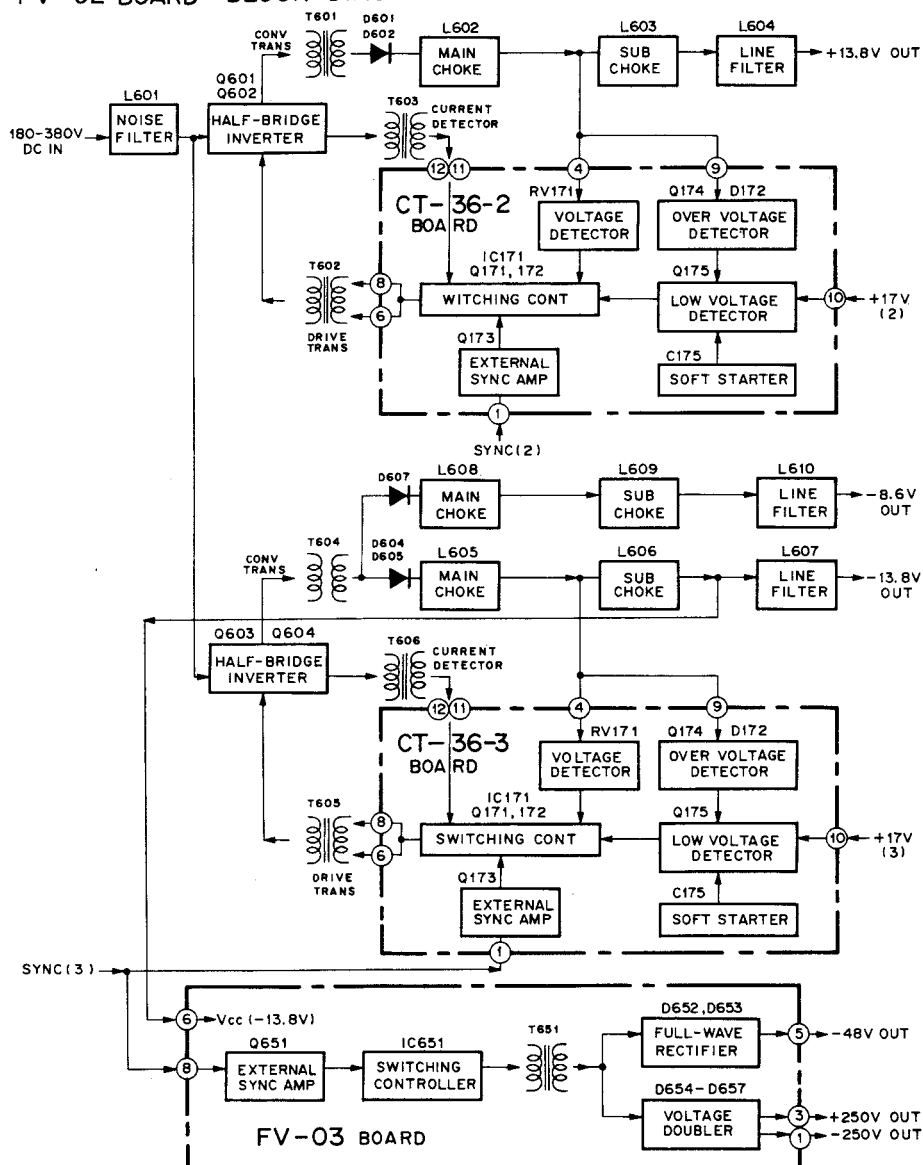 FV-02 BOARD
T601
D601
D602
L602
L603
L604
CONV
TRANS
MAIN
CHOKE
SUB
CHOKE
LINE
FILTER
+13.8V OUT
Q601
Q602
L601
NOISE
FILTER
180-380V
DC IN
HALF-BRIDGE
INVERTER
T603
CURRENT
DETECTOR
12 11
4
9
CT-36-2
BOARD
RV171
VOLTAGE
DETECTOR
Q174 D172
OVER VOLTAGE
DETECTOR
T602
DRIVE
TRANS
8
6
IC171
Q171, 172
WITCHING CONT
Q175
LOW VOLTAGE
DETECTOR
10
+17V
(2)
Q173
EXTERNAL
SYNC AMP
C175
SOFT STARTER
1
SYNC(2)
D607
L608
MAIN
CHOKE
L609
SUB
CHOKE
L610
LINE
FILTER
-8.6V
OUT
CONV
TRANS
T604
D604
D605
L605
MAIN
CHOKE
L606
SUB
CHOKE
L607
LINE
FILTER
-13.8V
OUT
Q603 Q604
HALF-BRIDGE
INVERTER
T606
CURRENT
DETECTOR
12 11
4
9
CT-36-3
BOARD
RV171
VOLTAGE
DETECTOR
Q174 D172
OVER VOLTAGE
DETECTOR
T605
DRIVE
TRANS
8
6
IC171
Q171, 172
SWITCHING CONT
Q175
LOW VOLTAGE
DETECTOR
10
+17V
(3)
Q173
EXTERNAL
SYNC AMP
C175
SOFT STARTER
1
SYNC(3)
6
Vcc (-13.8V)
8
Q651
EXTERNAL
SYNC AMP
IC651
SWITCHING
CONTROLLER
T651
D652, D653
FULL-WAVE
RECTIFIER
5
-48V OUT
D654-D657
VOLTAGE
DOUBLER
3
+250V OUT
1
-250V OUT
FV-03 BOARD